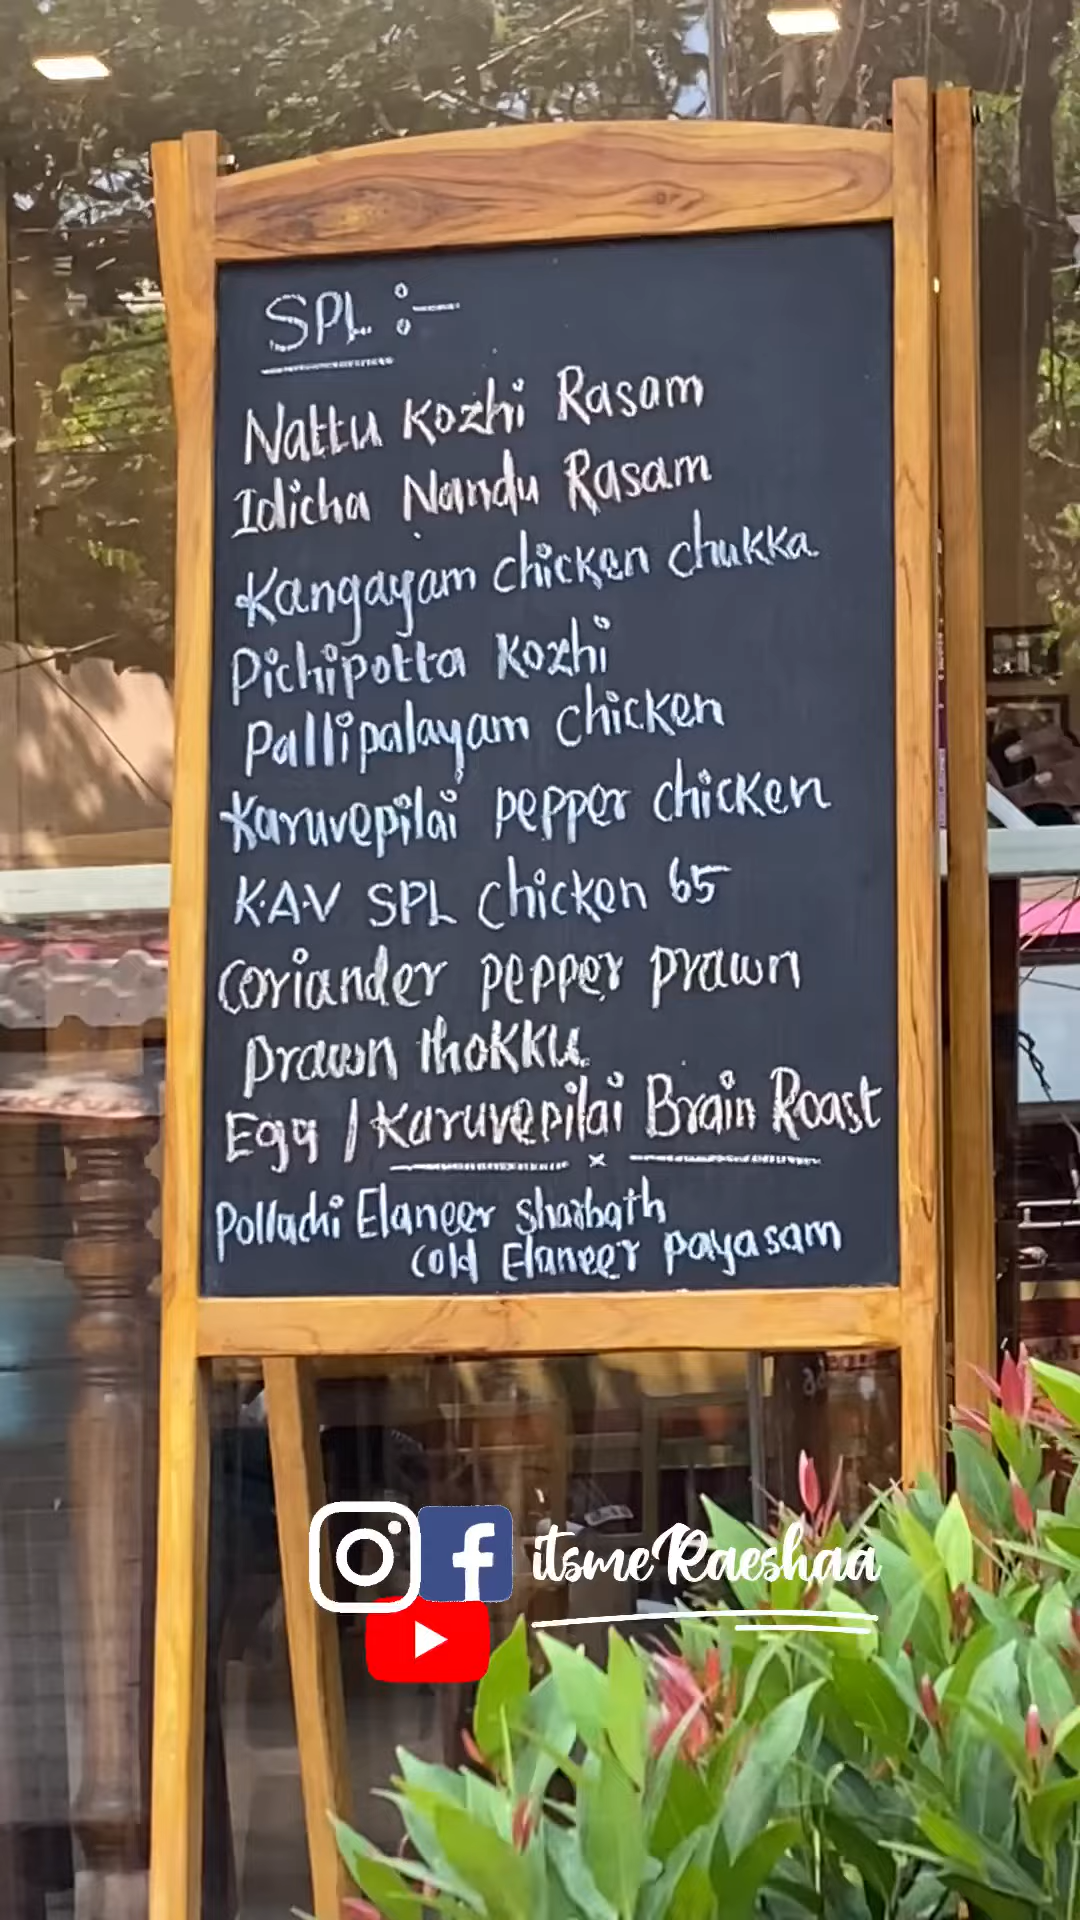 SPL :-
Nattu Kozhi Rasam
Idicha Nandu Rasam
Kangayam chicken chukka
Pichipotta Kozhi
Pallipalayam chicken
Karuvepilai pepper chicken
K.A.V SPL chicken 65
Coriander pepper prawn
prawn thokku.
Egg / Karuvepilai Brain Roast
x
Pollachi Elaneer sharbath
cold Elaneer payasam
itsmeRaeshaa